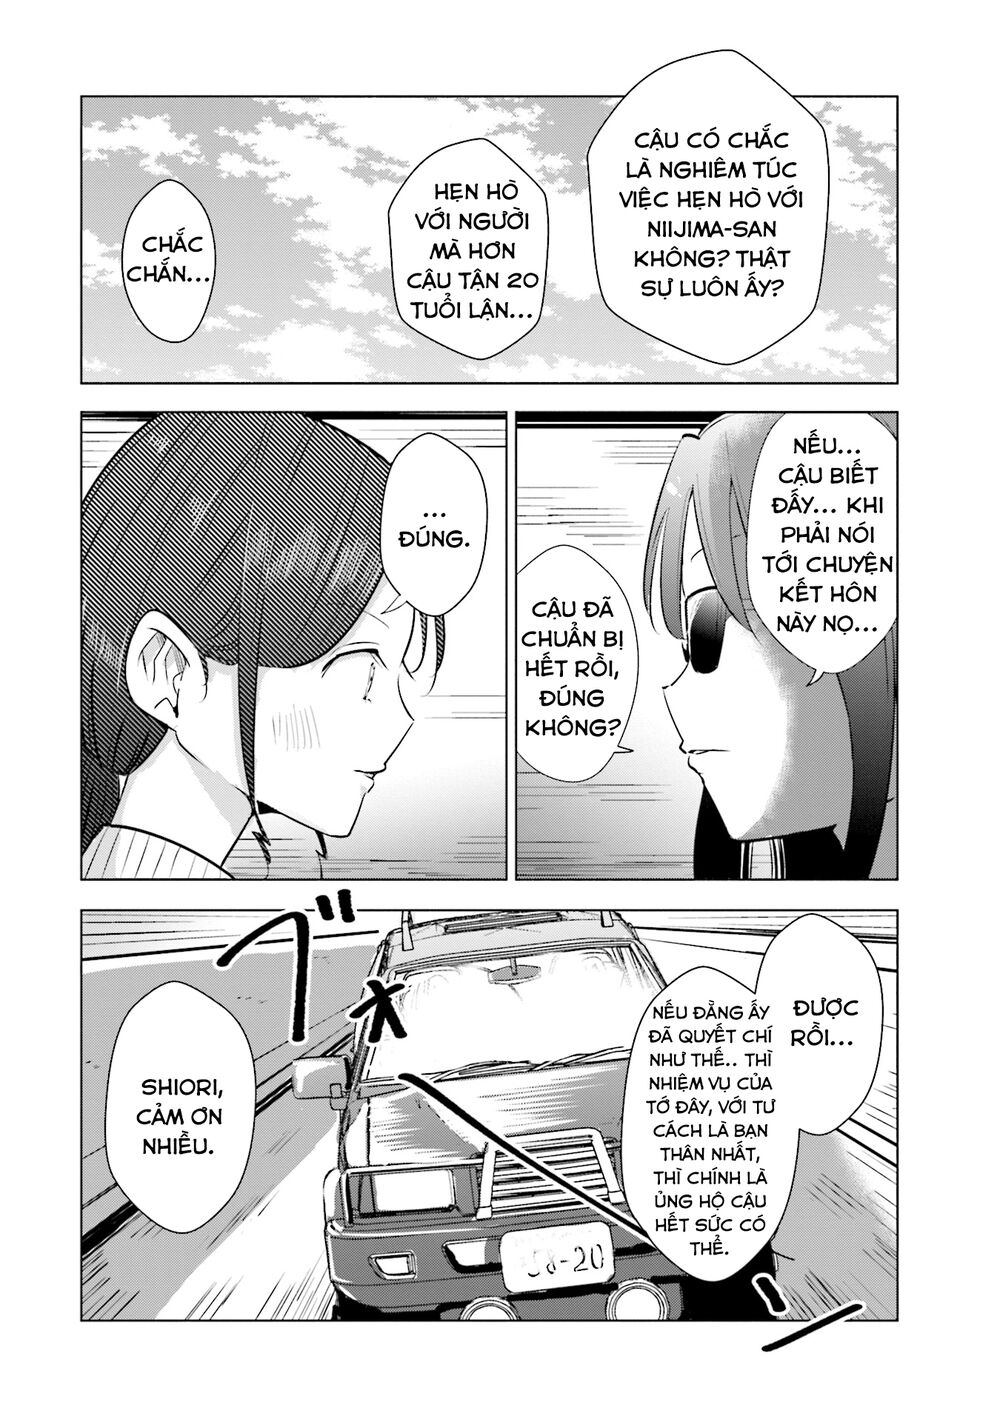 CẬU CÓ CHẮC
LÀ NGHIÊM TÚC
VIỆC HẸN HÒ VỚI
NIIJIMA-SAN
KHÔNG? THẬT
SỰ LUÔN ẤY?
HẸN HÒ
VỚI NGƯỜI
MÀ HƠN
CẬU TẬN 20
TUỔI LẬN...
CHẮC
CHẮN...
NẾU...
CẬU BIẾT
ĐẤY... KHI
PHẢI NÓI
TỚI CHUYỆN
KẾT HÔN
NÀY NỌ...
CẬU ĐÃ
CHUẨN BỊ
HẾT RỒI,
ĐÚNG
KHÔNG?
...
ĐÚNG.
ĐƯỢC
RỒI...
NẾU ĐẰNG ẤY
ĐÃ QUYẾT CHÍ
NHƯ THẾ.. THÌ
NHIỆM VỤ CỦA
TỚ ĐÂY, VỚI TƯ
CÁCH LÀ BẠN
THÂN NHẤT,
THÌ CHÍNH LÀ
ỦNG HỘ CẬU
HẾT SỨC CÓ
THỂ.
ブォーン
SHIORI,
CẢM ƠN
NHIỀU.
-20